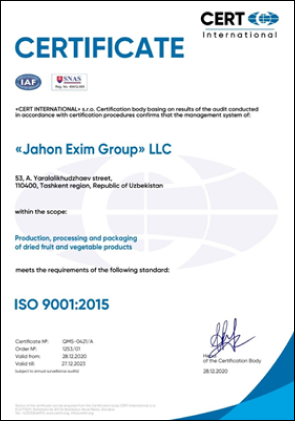 CERT
International
CERTIFICATE
IAF
SNAS
«CERT INTERNATIONAL» s.r.o. Certification body basing on results of the audit conducted
in accordance with certification procedures confirms that the management system of:
«Jahon Exim Group» LLC
53, A. Yaralalikhudzhaev street,
110400, Tashkent region, Republic of Uzbekistan
within the scope:
Production, processing and packaging
of dried fruit and vegetable products
meets the requirements of the following standard:
ISO 9001:2015
Certificate №: QMS-0421/A
Order №: 1253/01
Valid from: 28.12.2020
Valid till: 27.12.2023
Subject to annual surveillance audits!
Head
of the Certification Body
28.12.2020